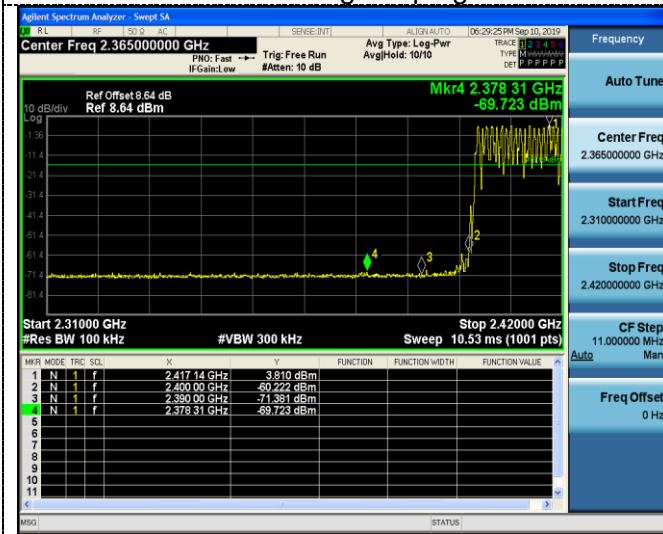 Agilent Spectrum Analyzer - Swept SA
RL RF 50 Ω AC SENSE:INT ALIGNAUTO 06:29:25 PM Sep 10, 2019
Center Freq 2.365000000 GHz
PNO: Fast
IFGain:Low
Trig: Free Run
#Atten: 10 dB
Avg Type: Log-Pwr
Avg|Hold: 10/10
TRACE 1 2 3 4 5 6
TYPE M
DET P P P P P P
Ref Offset 8.64 dB
Ref 8.64 dBm
10 dB/div
Log
Mkr4 2.378 31 GHz
-69.723 dBm
-1.36
-11.4
-21.4
-31.4
-41.4
-51.4
-61.4
-71.4
-81.4
1
2
3
4
Start 2.31000 GHz
Stop 2.42000 GHz
#Res BW 100 kHz
#VBW 300 kHz
Sweep 10.53 ms (1001 pts)
MKR MODE TRC SCL X Y FUNCTION FUNCTION WIDTH FUNCTION VALUE
1 N 1 f 2.417 14 GHz 3.810 dBm
2 N 1 f 2.400 00 GHz -60.222 dBm
3 N 1 f 2.390 00 GHz -71.381 dBm
4 N 1 f 2.378 31 GHz -69.723 dBm
5
6
7
8
9
10
11
MSG STATUS
Frequency
Auto Tune
Center Freq
2.365000000 GHz
Start Freq
2.310000000 GHz
Stop Freq
2.420000000 GHz
CF Step
11.000000 MHz
Auto Man
Freq Offset
0 Hz